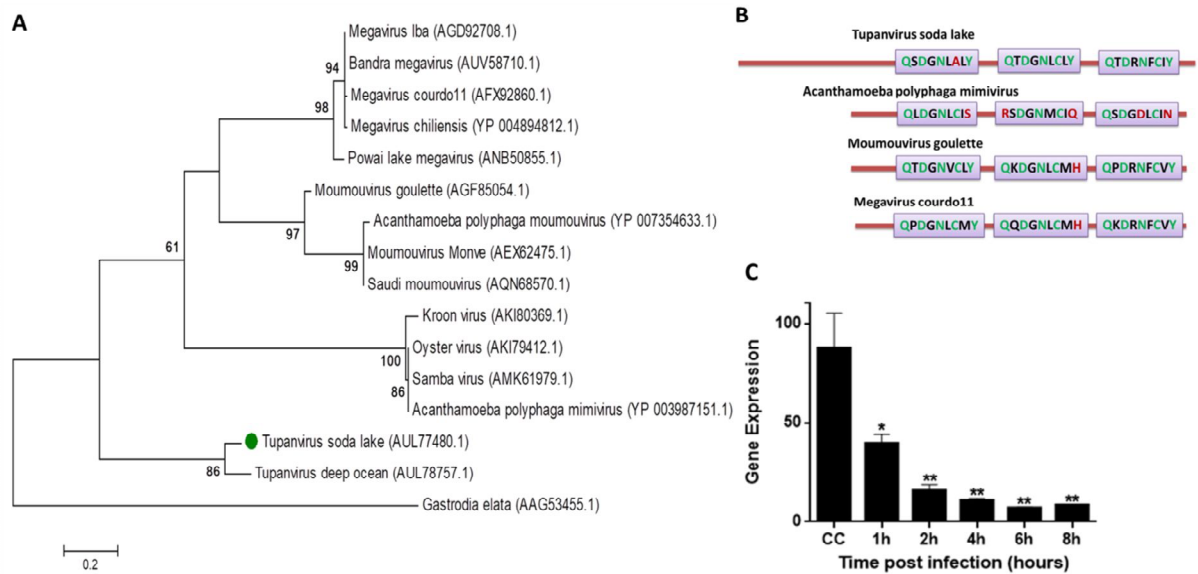 A
Megavirus lba (AGD92708.1)
Bandra megavirus (AUV58710.1)
94
Megavirus courdo11 (AFX92860.1)
98
Megavirus chiliensis (YP 004894812.1)
Powai lake megavirus (ANB50855.1)
Moumouvirus goulette (AGF85054.1)
Acanthamoeba polyphaga moumouvirus (YP 007354633.1)
97
61
Moumouvirus Monve (AEX62475.1)
99
Saudi moumouvirus (AQN68570.1)
Kroon virus (AKI80369.1)
Oyster virus (AKI79412.1)
100
Samba virus (AMK61979.1)
86
Acanthamoeba polyphaga mimivirus (YP 003987151.1)
Tupanvirus soda lake (AUL77480.1)
86
Tupanvirus deep ocean (AUL78757.1)
Gastrodia elata (AAG53455.1)
0.2
B
Tupanvirus soda lake
QSDGNLALY QTDGNLCLY QTDRNFCIY
Acanthamoeba polyphaga mimivirus
QLDGNLCIS RSDGNMCIQ QSDGDLCIN
Moumouvirus goulette
QTDGNVCLY QKDGNLCMH QPDRNFCVY
Megavirus courdo11
QPDGNLCMY QQDGNLCMH QKDRNFCVY
C
Gene Expression
100
50
0
* ** ** ** **
CC 1h 2h 4h 6h 8h
Time post infection (hours)